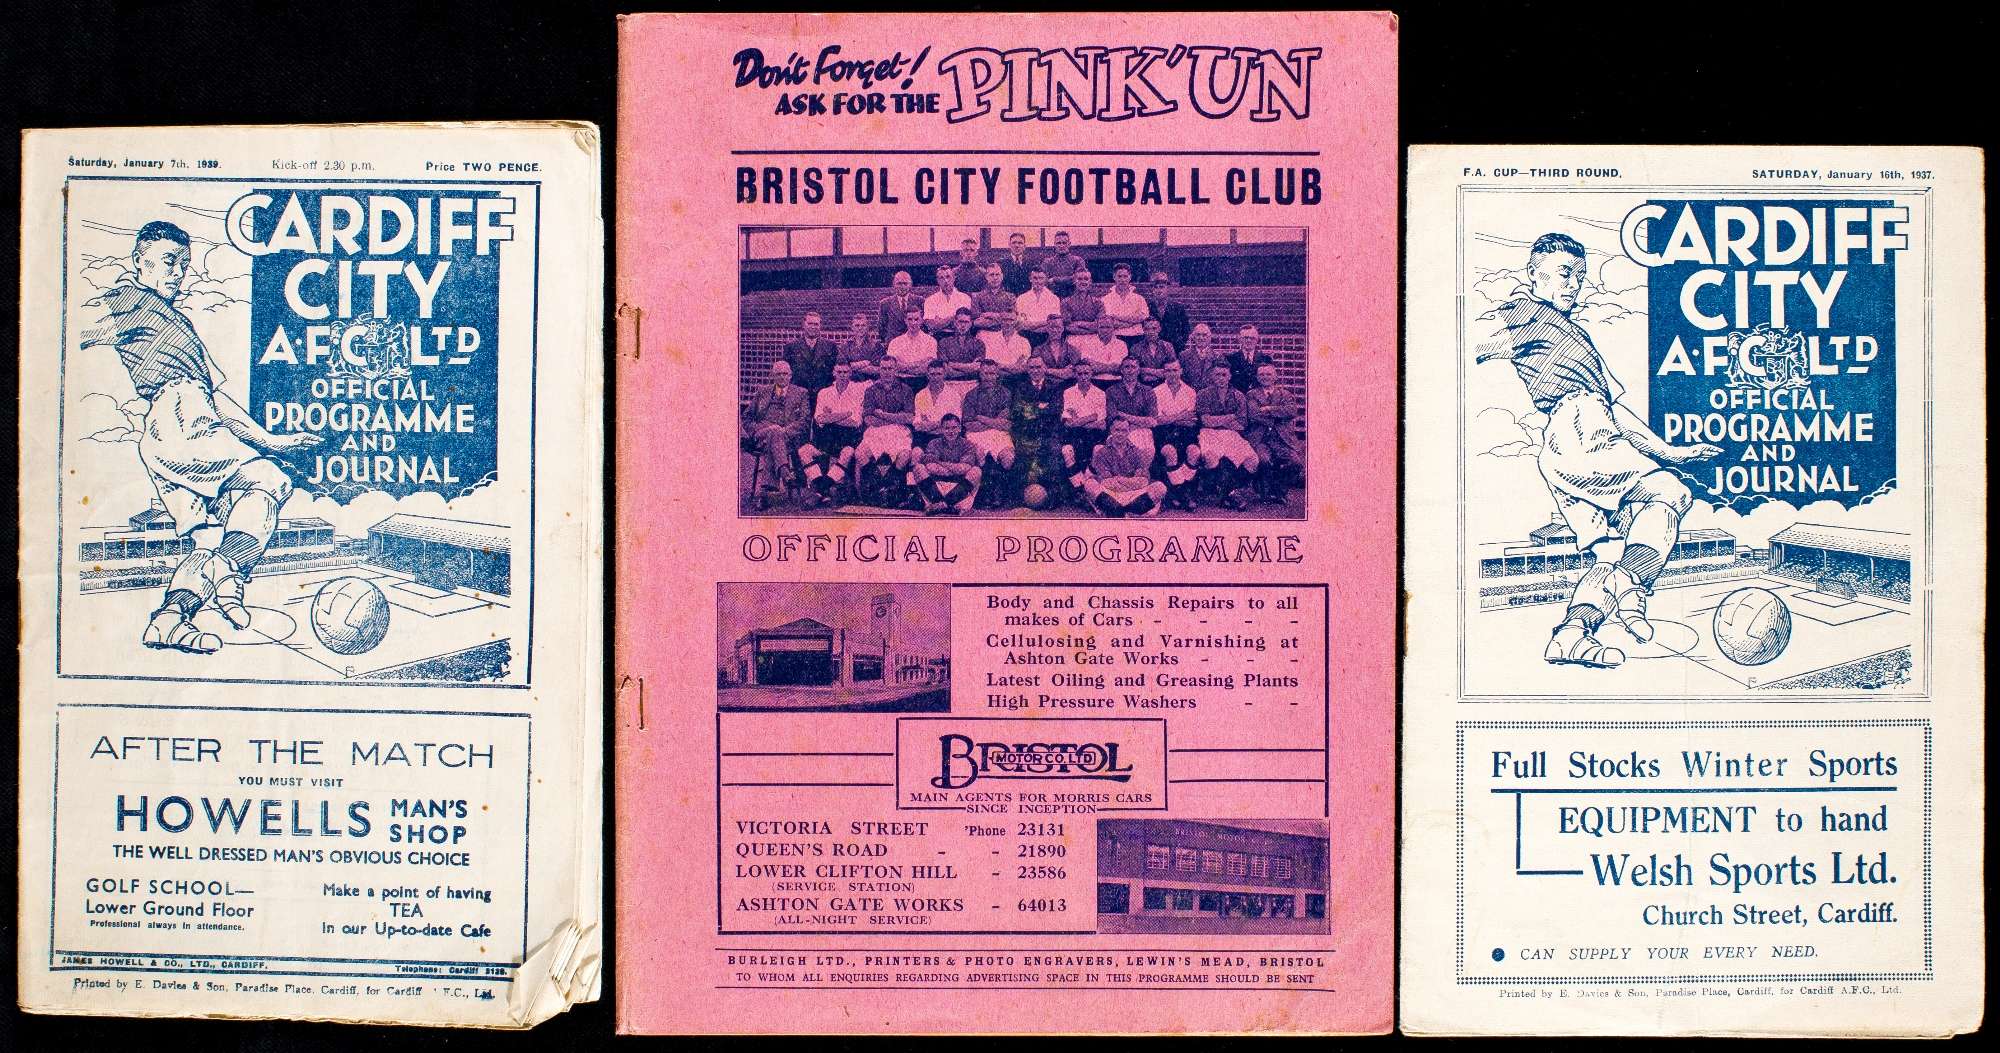 Saturday, January 7th, 1939. Kick-off 2.30 p.m. Price TWO PENCE.
CARDIFF
CITY
A·F·C LTD
OFFICIAL
PROGRAMME
AND
JOURNAL
AFTER THE MATCH
YOU MUST VISIT
HOWELLS MAN'S SHOP
THE WELL DRESSED MAN'S OBVIOUS CHOICE
GOLF SCHOOL—
Lower Ground Floor
Professional always in attendance.
Make a point of having
TEA
in our Up-to-date Cafe
JAMES HOWELL & CO., LTD., CARDIFF. Telephone: Cardiff 3126.
Printed by E. Davies & Son, Paradise Place, Cardiff, for Cardiff F.C., Ltd.
Don't Forget!
ASK FOR THE PINK'UN
BRISTOL CITY FOOTBALL CLUB
OFFICIAL PROGRAMME
Body and Chassis Repairs to all
makes of Cars - - - -
Cellulosing and Varnishing at
Ashton Gate Works - - -
Latest Oiling and Greasing Plants
High Pressure Washers - -
BRISTOL
MOTOR CO. LTD
MAIN AGENTS FOR MORRIS CARS
SINCE INCEPTION
VICTORIA STREET 'Phone 23131
QUEEN'S ROAD - - 21890
LOWER CLIFTON HILL - 23586
(SERVICE STATION)
ASHTON GATE WORKS - 64013
(ALL-NIGHT SERVICE)
BURLEIGH LTD., PRINTERS & PHOTO ENGRAVERS, LEWIN'S MEAD, BRISTOL
TO WHOM ALL ENQUIRIES REGARDING ADVERTISING SPACE IN THIS PROGRAMME SHOULD BE SENT
F.A. CUP—THIRD ROUND, SATURDAY, January 16th, 1937.
CARDIFF
CITY
A·F·C LTD
OFFICIAL
PROGRAMME
AND
JOURNAL
Full Stocks Winter Sports
EQUIPMENT to hand
Welsh Sports Ltd.
Church Street, Cardiff.
CAN SUPPLY YOUR EVERY NEED.
Printed by E. Davies & Son, Paradise Place, Cardiff, for Cardiff A.F.C., Ltd.